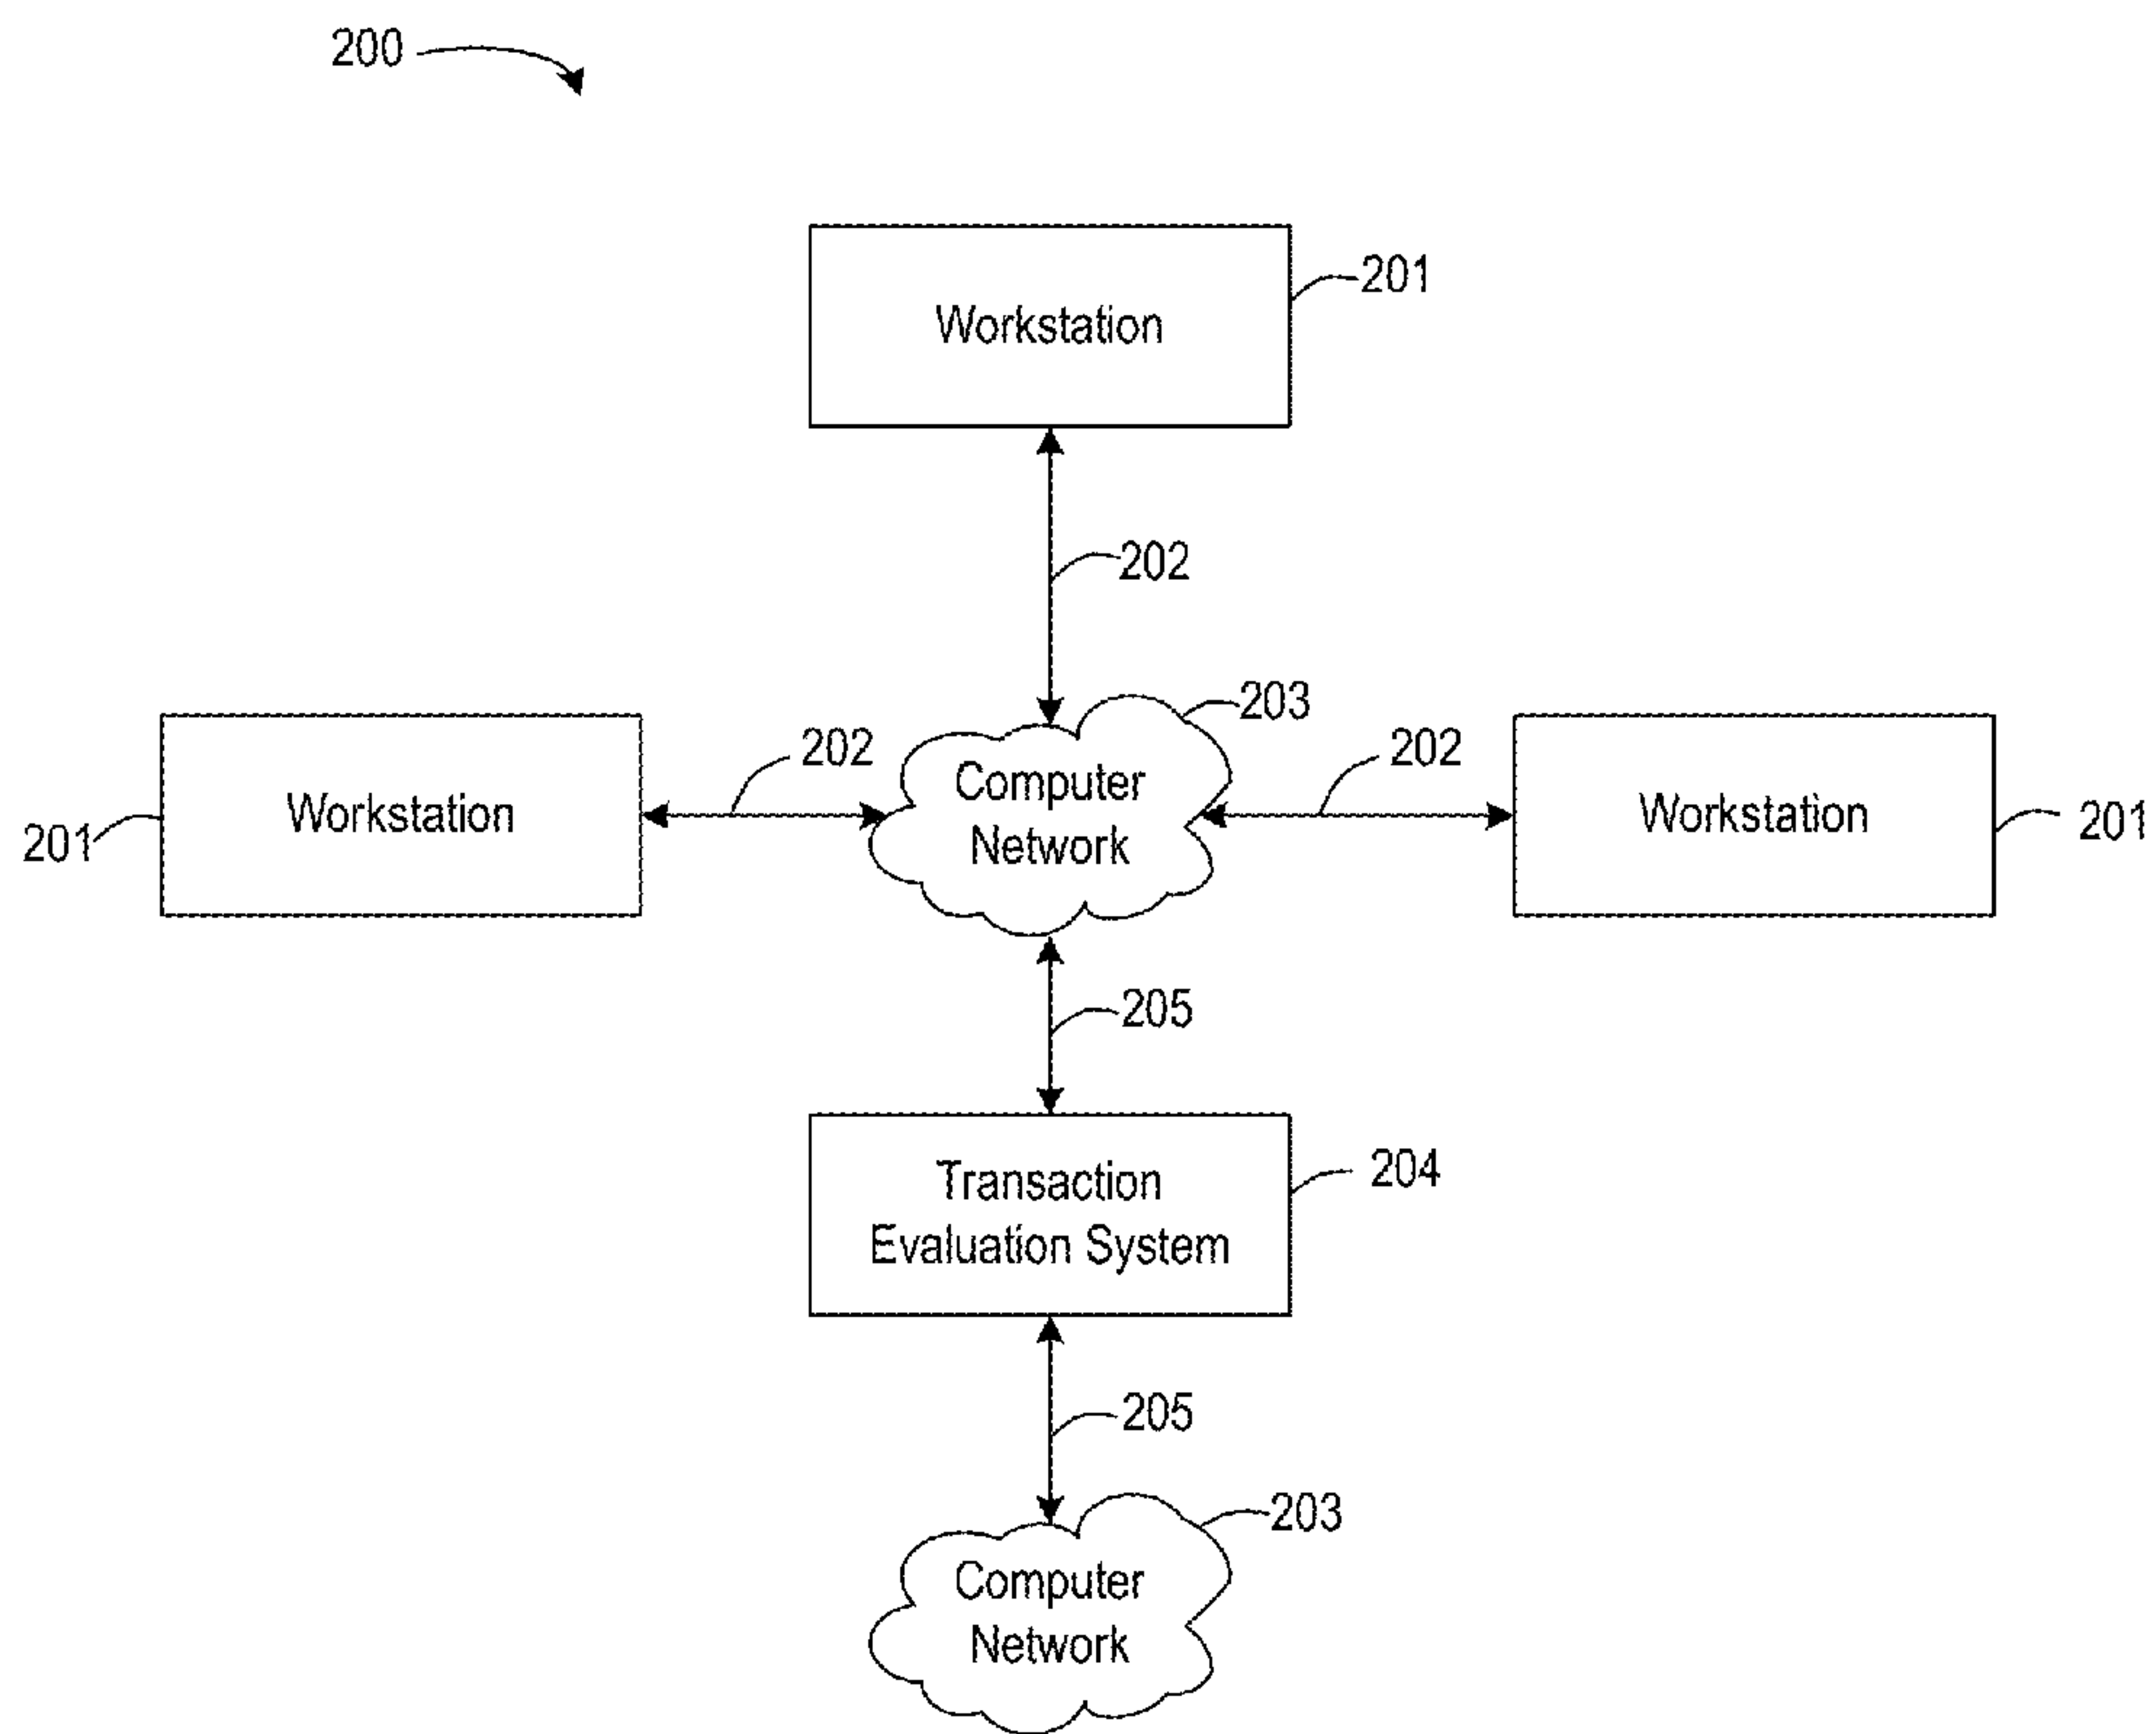 200
201
Workstation
202
203
202
202
Computer
Network
Workstation
Workstation
201
201
205
Transaction
Evaluation System
204
205
203
Computer
Network